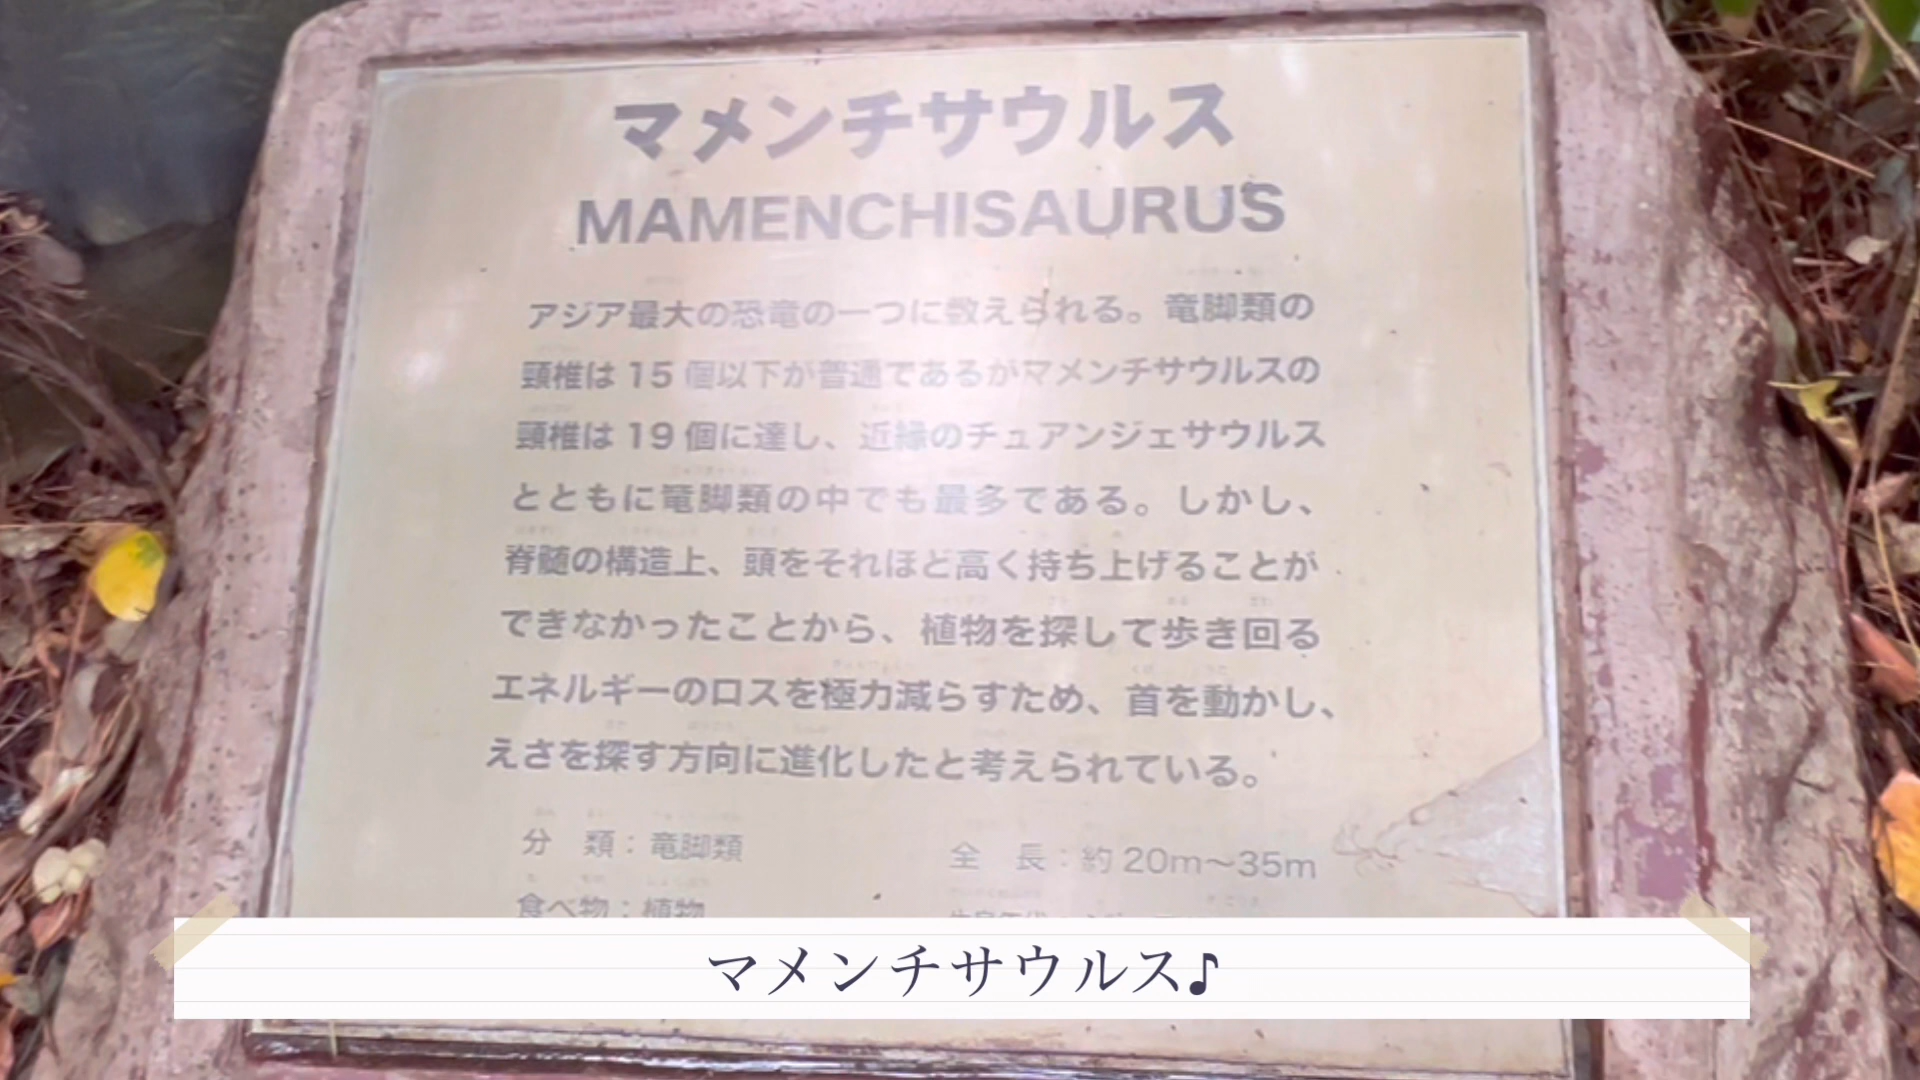 マメンチサウルス
MAMENCHISAURUS
アジア最大の恐竜の一つに数えられる。竜脚類の
頸椎は 15 個以下が普通であるがマメンチサウルスの
頸椎は 19 個に達し、近縁のチュアンジェサウルス
とともに竜脚類の中でも最多である。しかし、
脊髄の構造上、頭をそれほど高く持ち上げることが
できなかったことから、植物を探して歩き回る
エネルギーのロスを極力減らすため、首を動かし、
えさを探す方向に進化したと考えられている。
分　類：竜脚類
全　長：約 20m～35m
食べ物：植物
マメンチサウルス♪